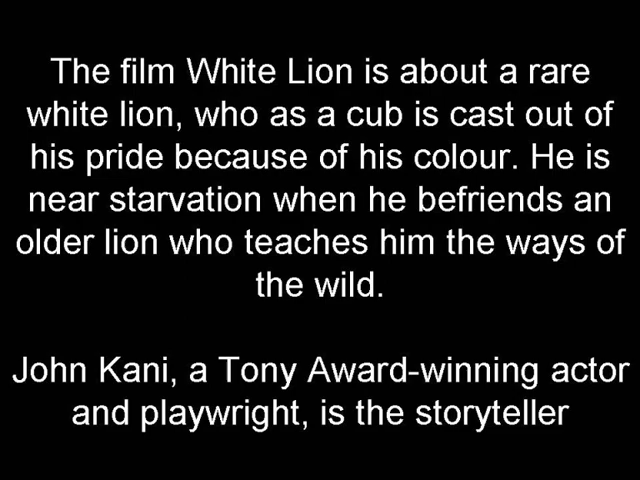 The film White Lion is about a rare
white lion, who as a cub is cast out of
his pride because of his colour. He is
near starvation when he befriends an
older lion who teaches him the ways of
the wild.
John Kani, a Tony Award-winning actor
and playwright, is the storyteller